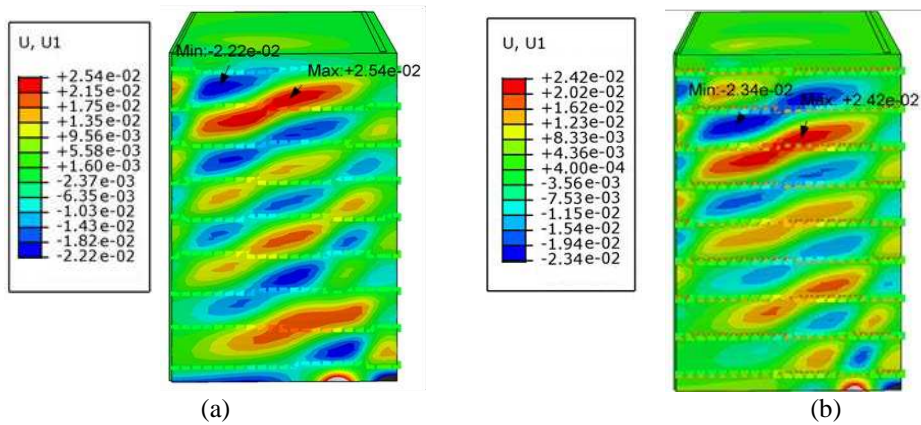 U, U1
+2.54e-02
+2.15e-02
+1.75e-02
+1.35e-02
+9.56e-03
+5.58e-03
+1.60e-03
-2.37e-03
-6.35e-03
-1.03e-02
-1.43e-02
-1.82e-02
-2.22e-02
Min:-2.22e-02
Max:+2.54e-02
(a)
U, U1
+2.42e-02
+2.02e-02
+1.62e-02
+1.23e-02
+8.33e-03
+4.36e-03
+4.00e-04
-3.56e-03
-7.53e-03
-1.15e-02
-1.54e-02
-1.94e-02
-2.34e-02
Min:-2.34e-02
Max: +2.42e-02
(b)